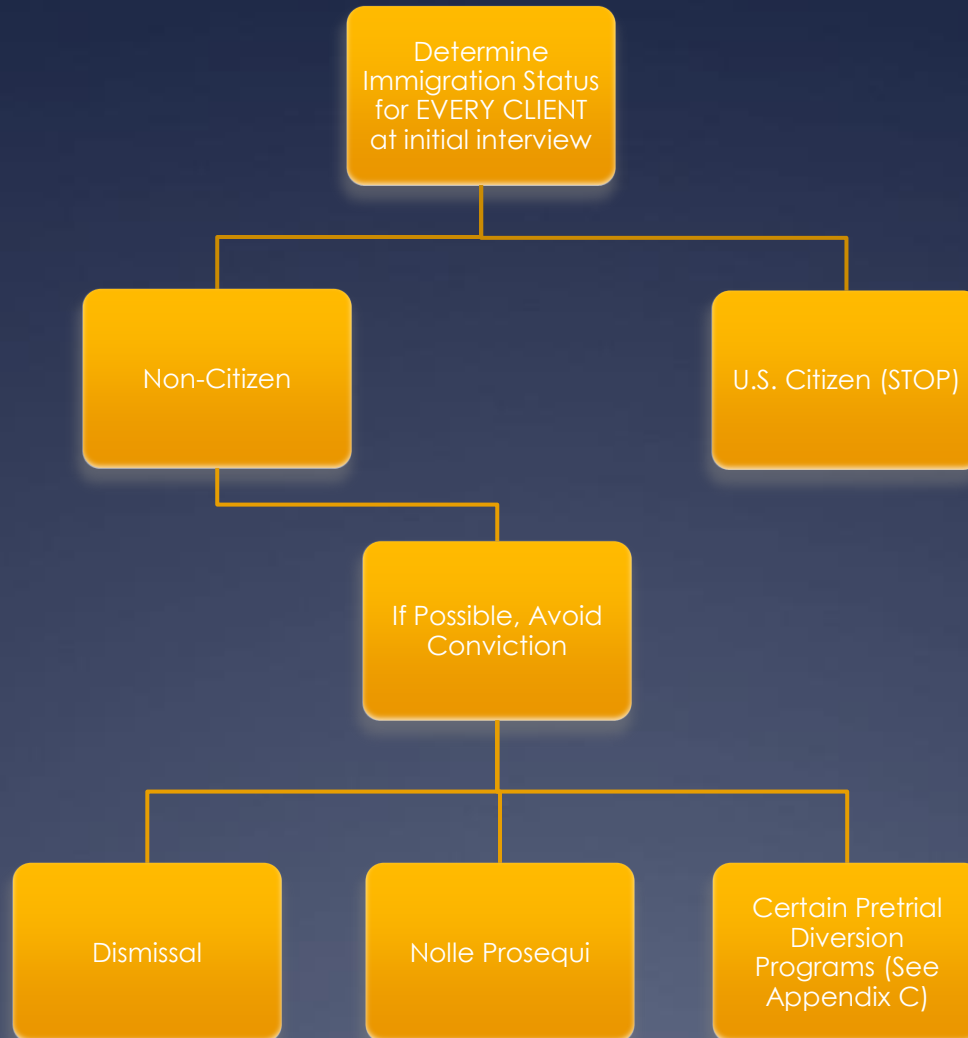 Determine
Immigration Status
for EVERY CLIENT
at initial interview
Non-Citizen
U.S. Citizen (STOP)
If Possible, Avoid
Conviction
Dismissal
Nolle Prosequi
Certain Pretrial
Diversion
Programs (See
Appendix C)